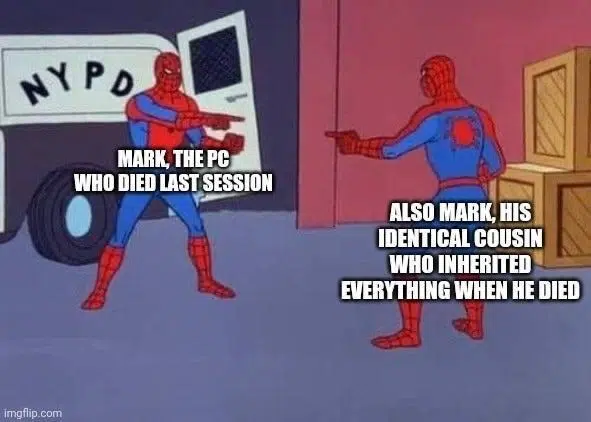 NYPD
MARK, THE PC
WHO DIED LAST SESSION
ALSO MARK, HIS
IDENTICAL COUSIN
WHO INHERITED
EVERYTHING WHEN HE DIED
imgflip.com